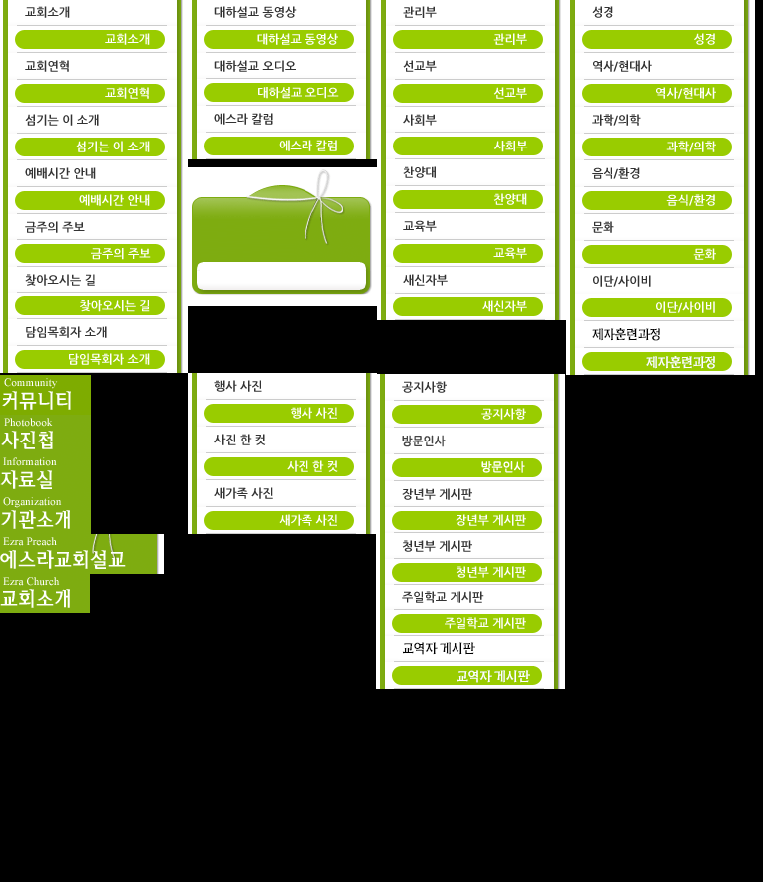 교회소개
교회소개
교회연혁
교회연혁
섬기는 이 소개
섬기는 이 소개
예배시간 안내
예배시간 안내
금주의 주보
금주의 주보
찾아오시는 길
찾아오시는 길
담임목회자 소개
담임목회자 소개
대하설교 동영상
대하설교 동영상
대하설교 오디오
대하설교 오디오
에스라 칼럼
에스라 칼럼
관리부
관리부
선교부
선교부
사회부
사회부
찬양대
찬양대
교육부
교육부
새신자부
새신자부
성경
성경
역사/현대사
역사/현대사
과학/의학
과학/의학
음식/환경
음식/환경
문화
문화
이단/사이비
이단/사이비
제자훈련과정
제자훈련과정
Community
커뮤니티
Photobook
사진첩
Information
자료실
Organization
기관소개
Ezra Preach
에스라교회설교
Ezra Church
교회소개
행사 사진
행사 사진
사진 한 컷
사진 한 컷
새가족 사진
새가족 사진
공지사항
공지사항
방문인사
방문인사
장년부 게시판
장년부 게시판
청년부 게시판
청년부 게시판
주일학교 게시판
주일학교 게시판
교역자 게시판
교역자 게시판